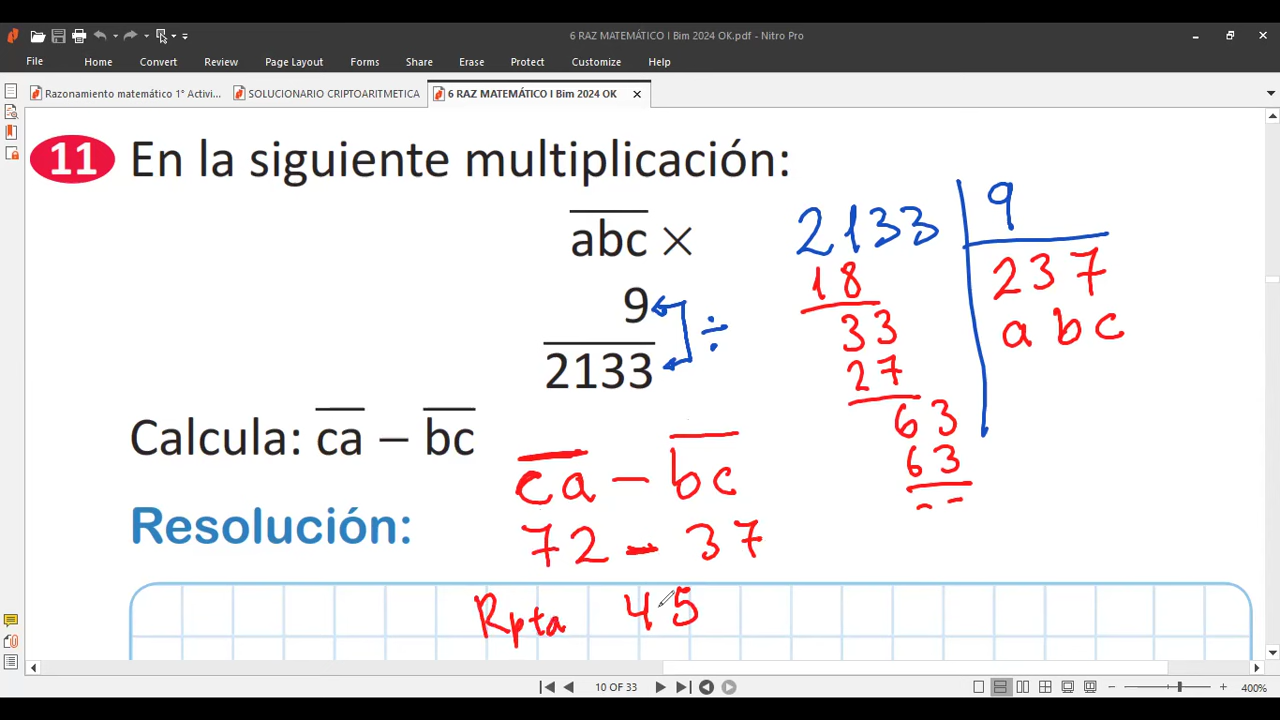 6 RAZ MATEMÁTICO I Bim 2024 OK.pdf - Nitro Pro
File Home Convert Review Page Layout Forms Share Erase Protect Customize Help
Razonamiento matemático 1° Activi... SOLUCIONARIO CRIPTOARITMETICA 6 RAZ MATEMÁTICO I Bim 2024 OK
11 En la siguiente multiplicación:
abc ×
9
2133
÷
2133 9
18 237
33 abc
27
63
63
Calcula: ca − bc
ca − bc
Resolución:
72 - 37
Rpta 45
10 OF 33
400%